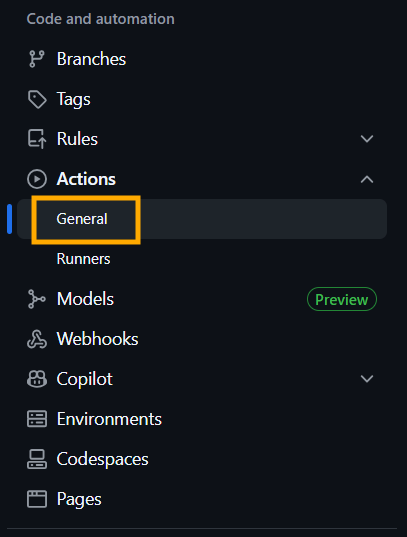 Code and automation
Branches
Tags
Rules
Actions
General
Runners
Models Preview
Webhooks
Copilot
Environments
Codespaces
Pages